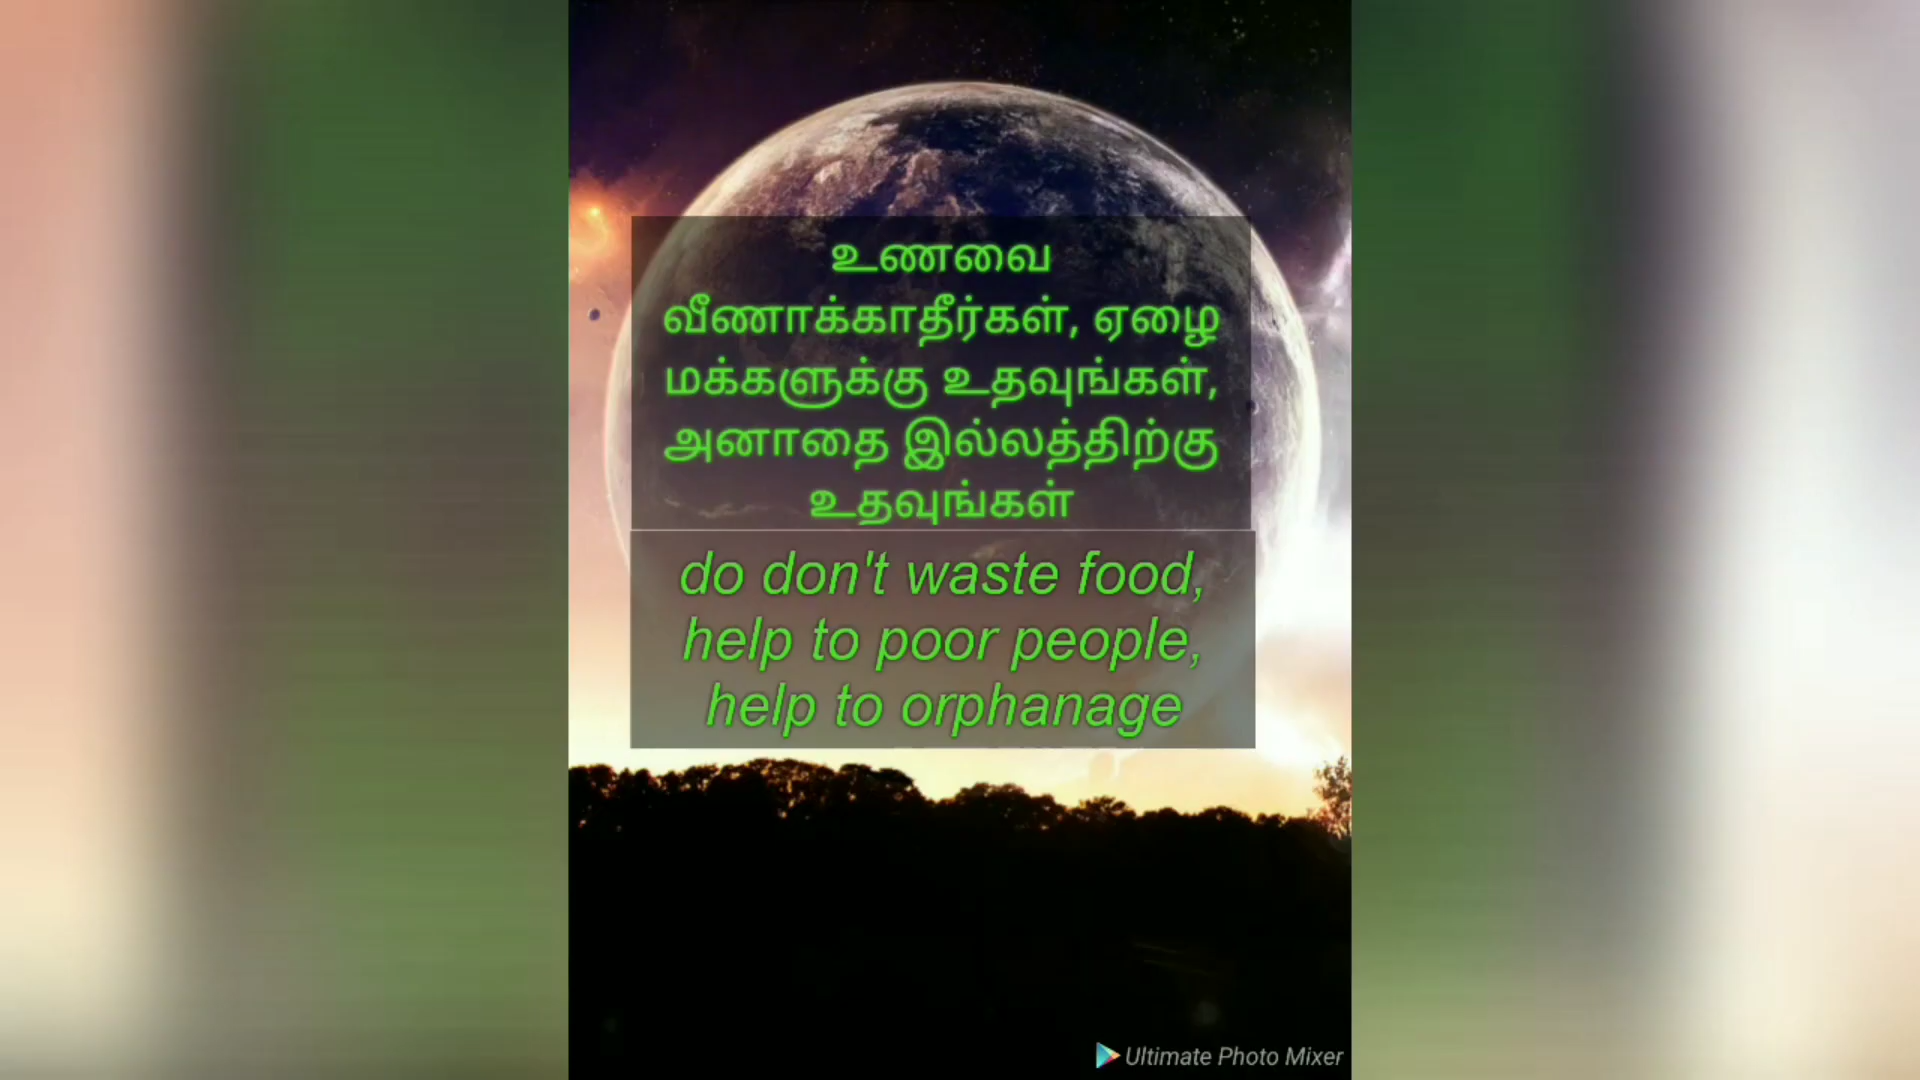 உணவை
வீணாக்காதீர்கள், ஏழை
மக்களுக்கு உதவுங்கள்,
அனாதை இல்லத்திற்கு
உதவுங்கள்
do don't waste food,
help to poor people,
help to orphanage
Ultimate Photo Mixer